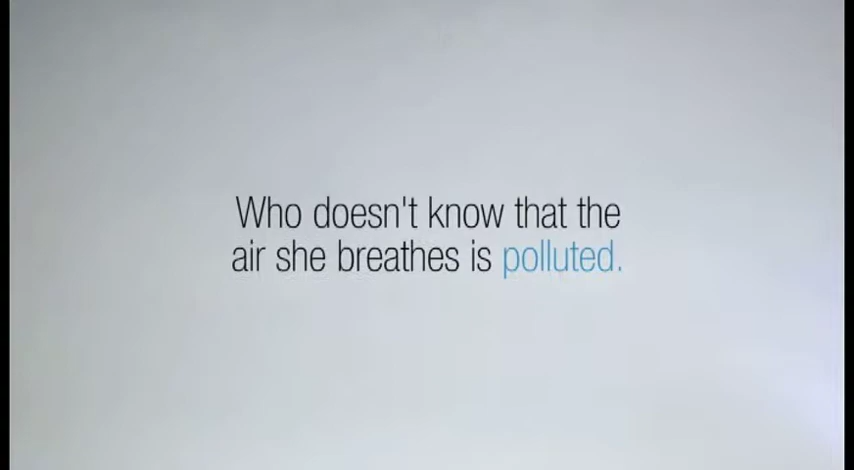 Who doesn't know that the
air she breathes is polluted.